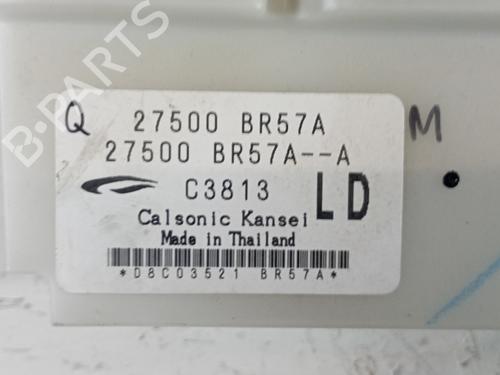 B-PARTS
Q 27500 BR57A
M
27500 BR57A--A
C3813
LD
Calsonic Kansei
Made in Thailand
*D8C03521 BR57A*